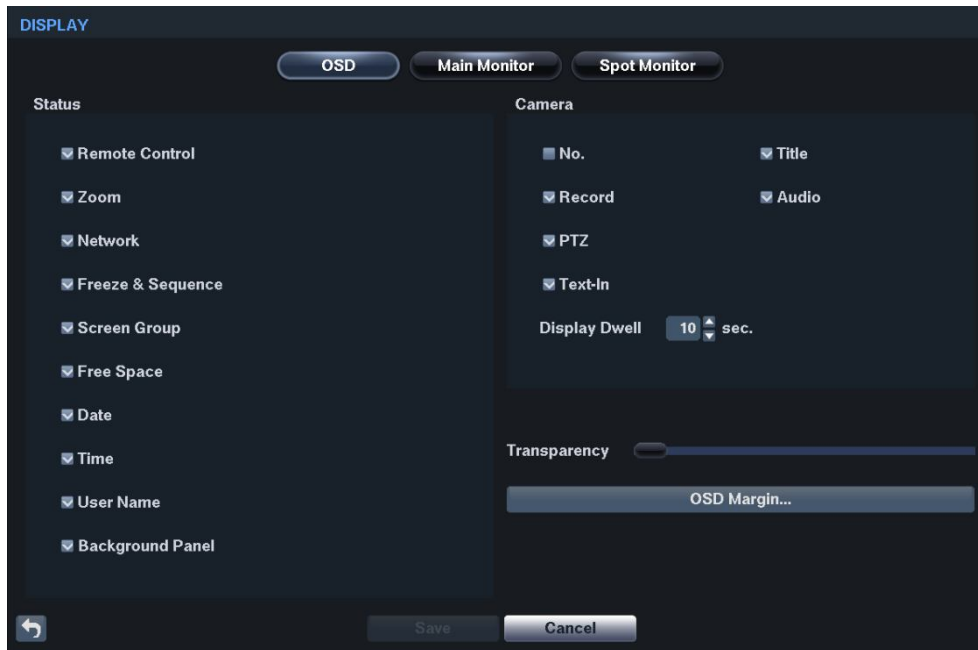 DISPLAY
OSD Main Monitor Spot Monitor
Status
Remote Control
Zoom
Network
Freeze & Sequence
Screen Group
Free Space
Date
Time
User Name
Background Panel
Camera
No. Title
Record Audio
PTZ
Text-In
Display Dwell 10 sec.
Transparency
OSD Margin...
Save Cancel